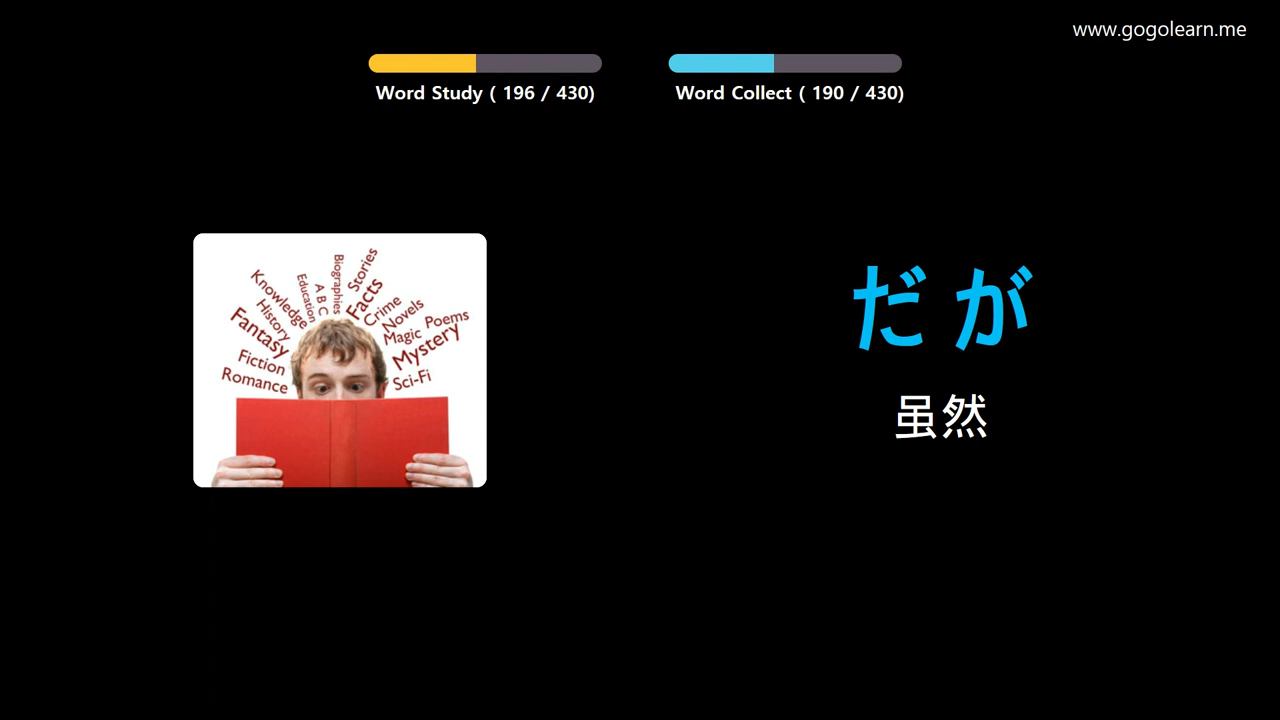 www.gogolearn.me
Word Study ( 196 / 430)
Word Collect ( 190 / 430)
Knowledge
History
Fantasy
Fiction
Romance
Education
A B C
Biographies
Stories
Facts
Crime
Novels
Magic
Poems
Mystery
Sci-Fi
だ が
虽然